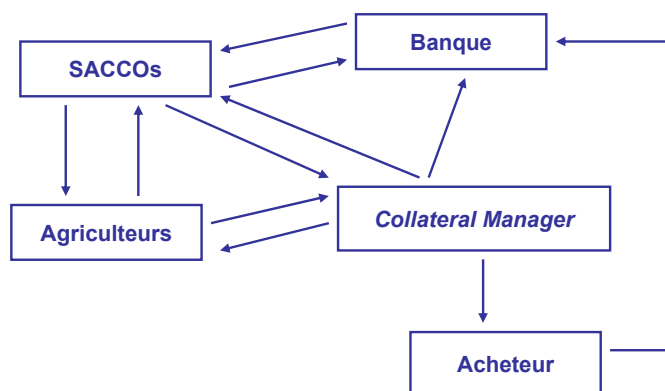 Banque
SACCOs
Agriculteurs
Collateral Manager
Acheteur